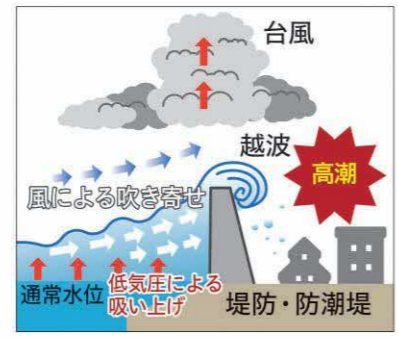 台風
越波
高潮
風による吹き寄せ
通常水位
低気圧による
吸い上げ
堤防・防潮堤